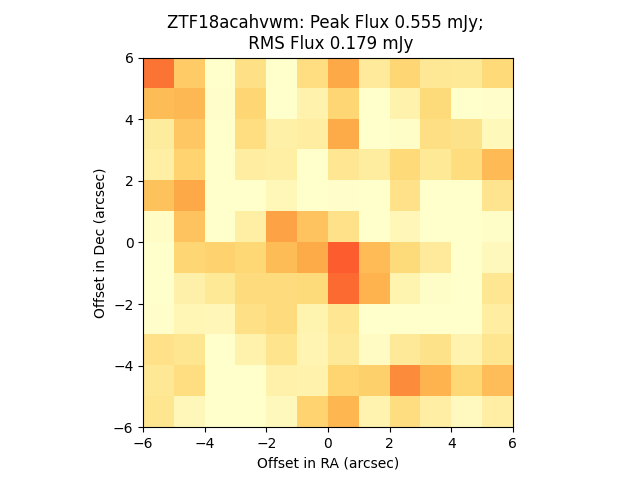 ZTF18acahvwm: Peak Flux 0.555 mJy;
RMS Flux 0.179 mJy
6
4
2
0
−2
−4
−6
Offset in Dec (arcsec)
−6 −4 −2 0 2 4 6
Offset in RA (arcsec)